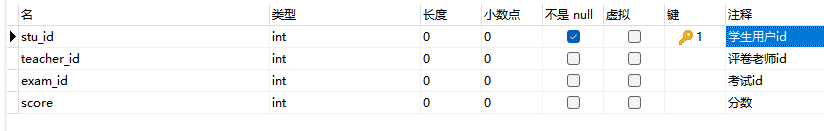 名 类型 长度 小数点 不是 null 虚拟 键 注释
stu_id int 0 0 1 学生用户id
teacher_id int 0 0 评卷老师id
exam_id int 0 0 考试id
score int 0 0 分数